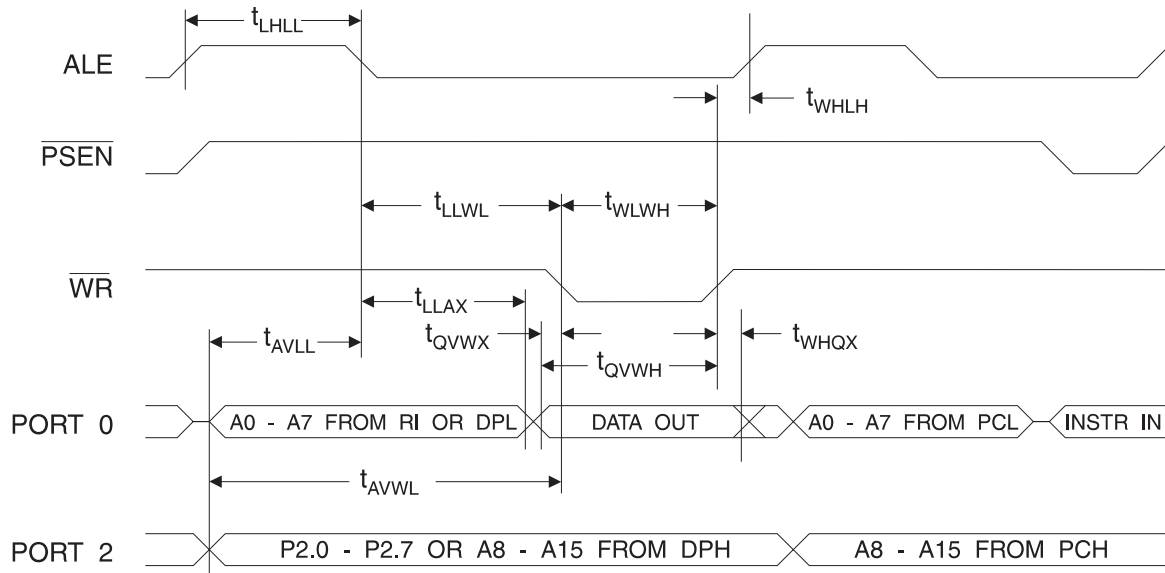 tLHLL
ALE
tWHLH
PSEN
tLLWL
tWLWH
WR
tLLAX
tAVLL
tQVWX
tWHQX
tQVWH
PORT 0
A0 - A7 FROM RI OR DPL
DATA OUT
A0 - A7 FROM PCL
INSTR IN
tAVWL
PORT 2
P2.0 - P2.7 OR A8 - A15 FROM DPH
A8 - A15 FROM PCH